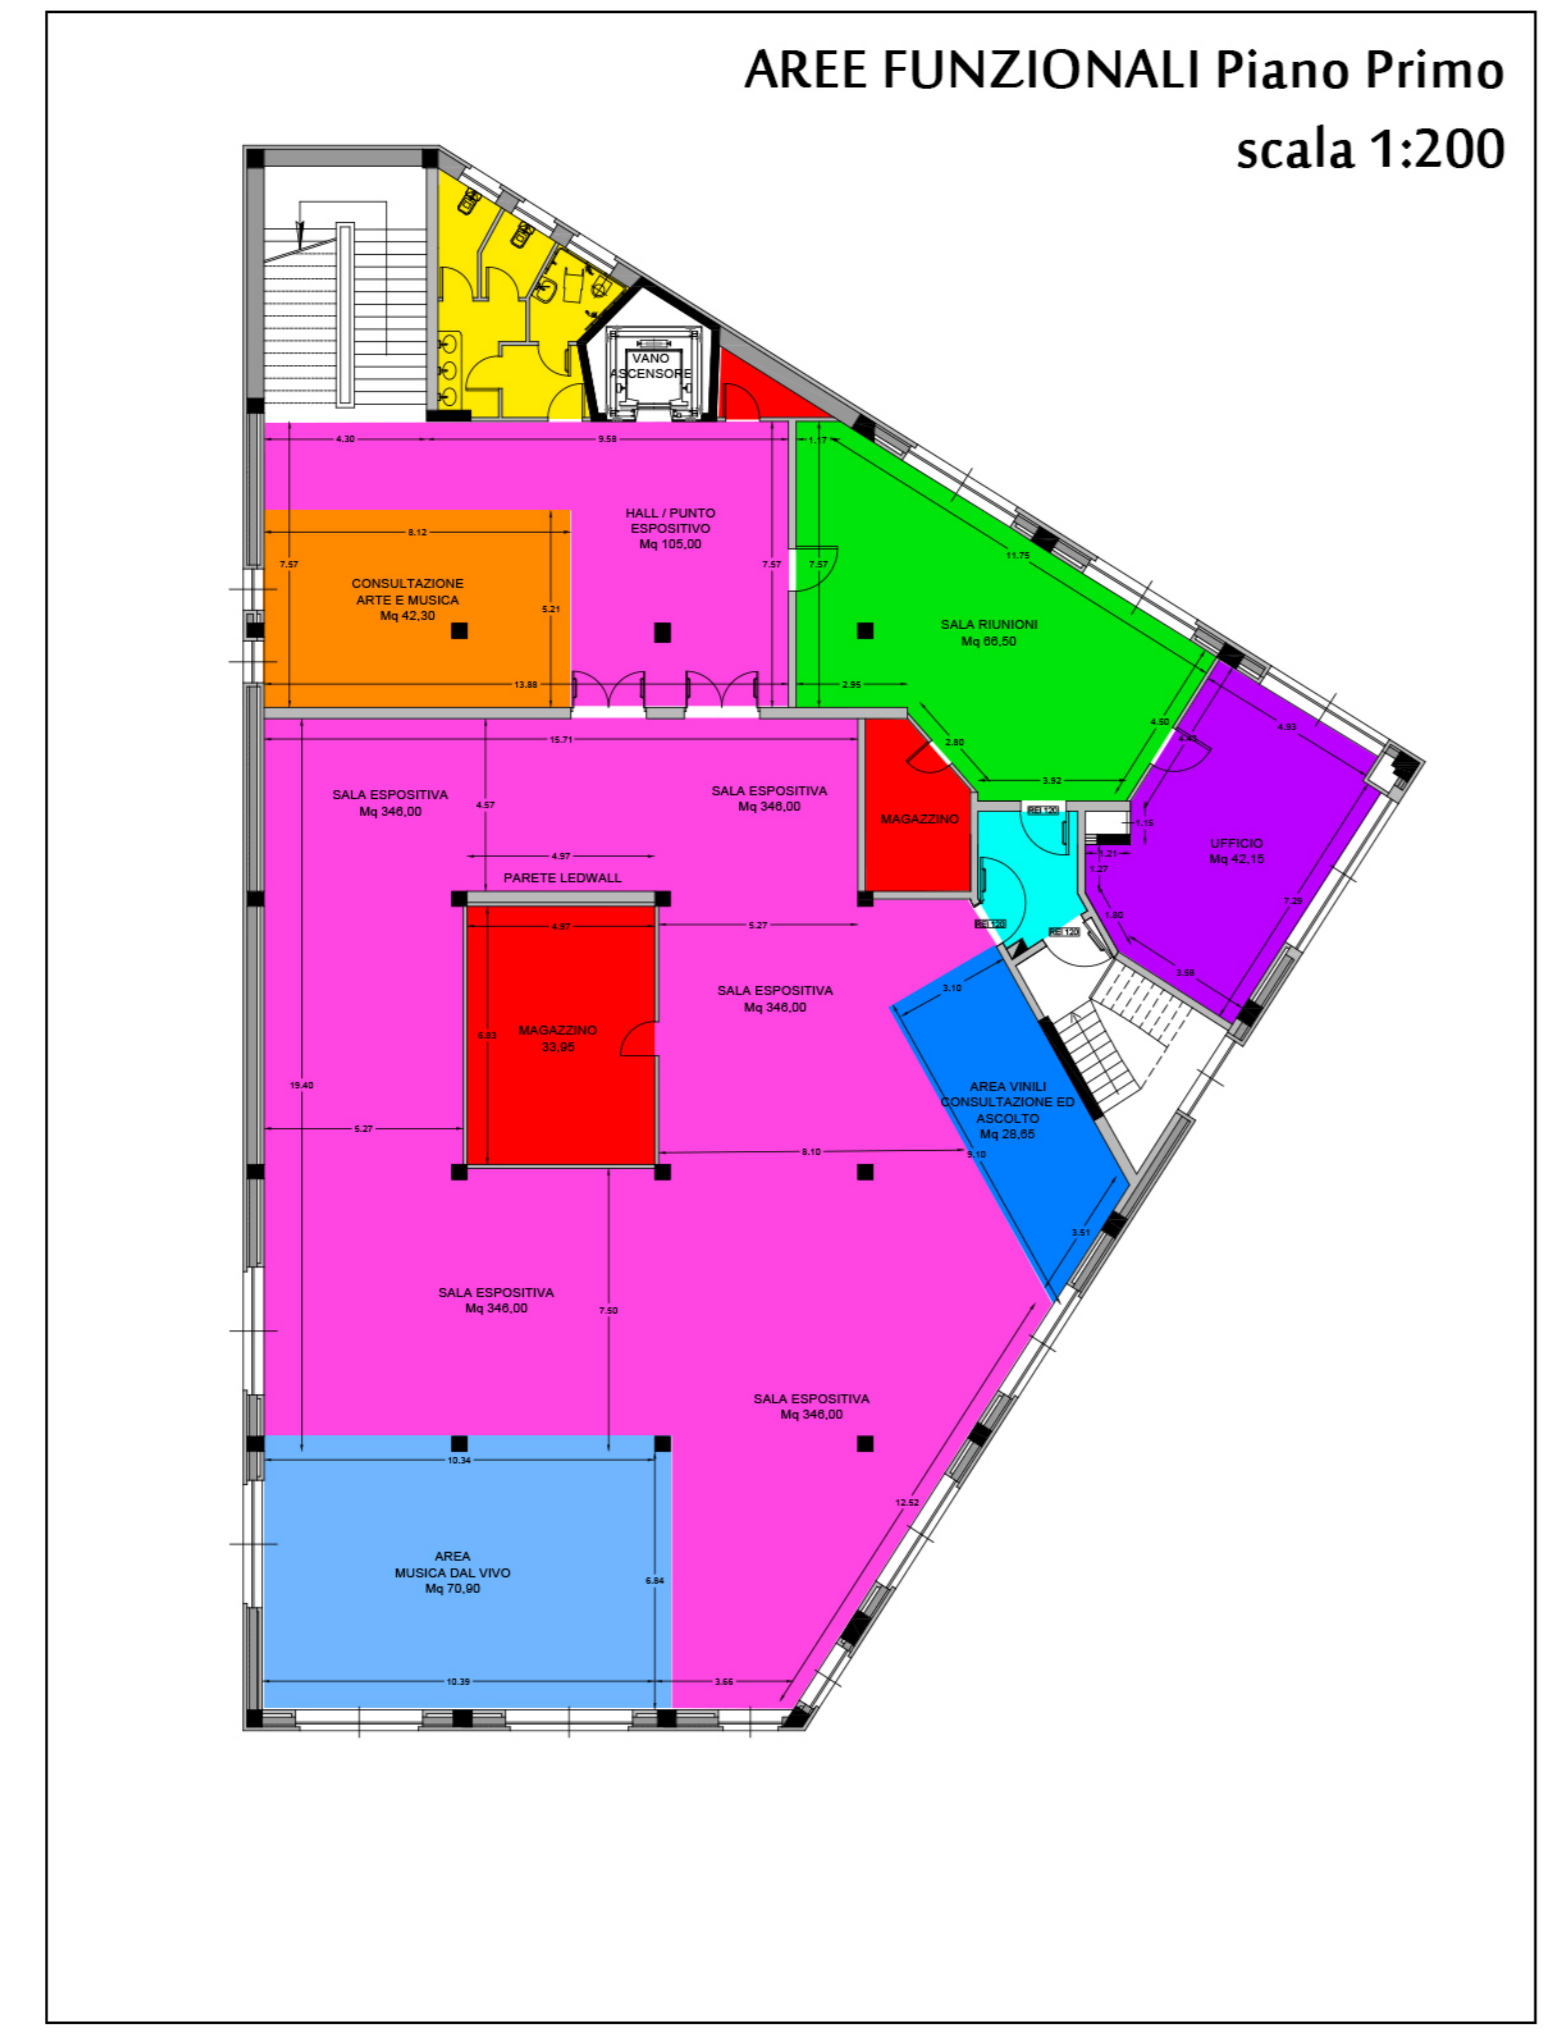 AREE FUNZIONALI Piano Primo
scala 1:200
VANO
ASCENSORE
4.30
9.58
1.17
HALL / PUNTO
ESPOSITIVO
Mq 105,00
8.12
11.75
7.57
7.57
7.57
CONSULTAZIONE
ARTE E MUSICA
Mq 42,30
5.21
SALA RIUNIONI
Mq 66,50
13.88
2.95
4.50
4.93
15.71
2.80
3.92
SALA ESPOSITIVA
Mq 346,00
4.57
SALA ESPOSITIVA
Mq 346,00
MAGAZZINO
REI 120
1.15
UFFICIO
Mq 42,15
4.97
1.21
1.27
PARETE LEDWALL
7.29
4.97
5.27
REI 120
REI 120
1.80
3.58
SALA ESPOSITIVA
Mq 346,00
3.10
MAGAZZINO
33,95
6.83
19.40
AREA VINILI
CONSULTAZIONE ED
ASCOLTO
Mq 28,65
5.27
8.10
9.10
3.51
SALA ESPOSITIVA
Mq 346,00
7.50
SALA ESPOSITIVA
Mq 346,00
10.34
12.52
AREA
MUSICA DAL VIVO
Mq 70,90
6.84
10.39
3.66